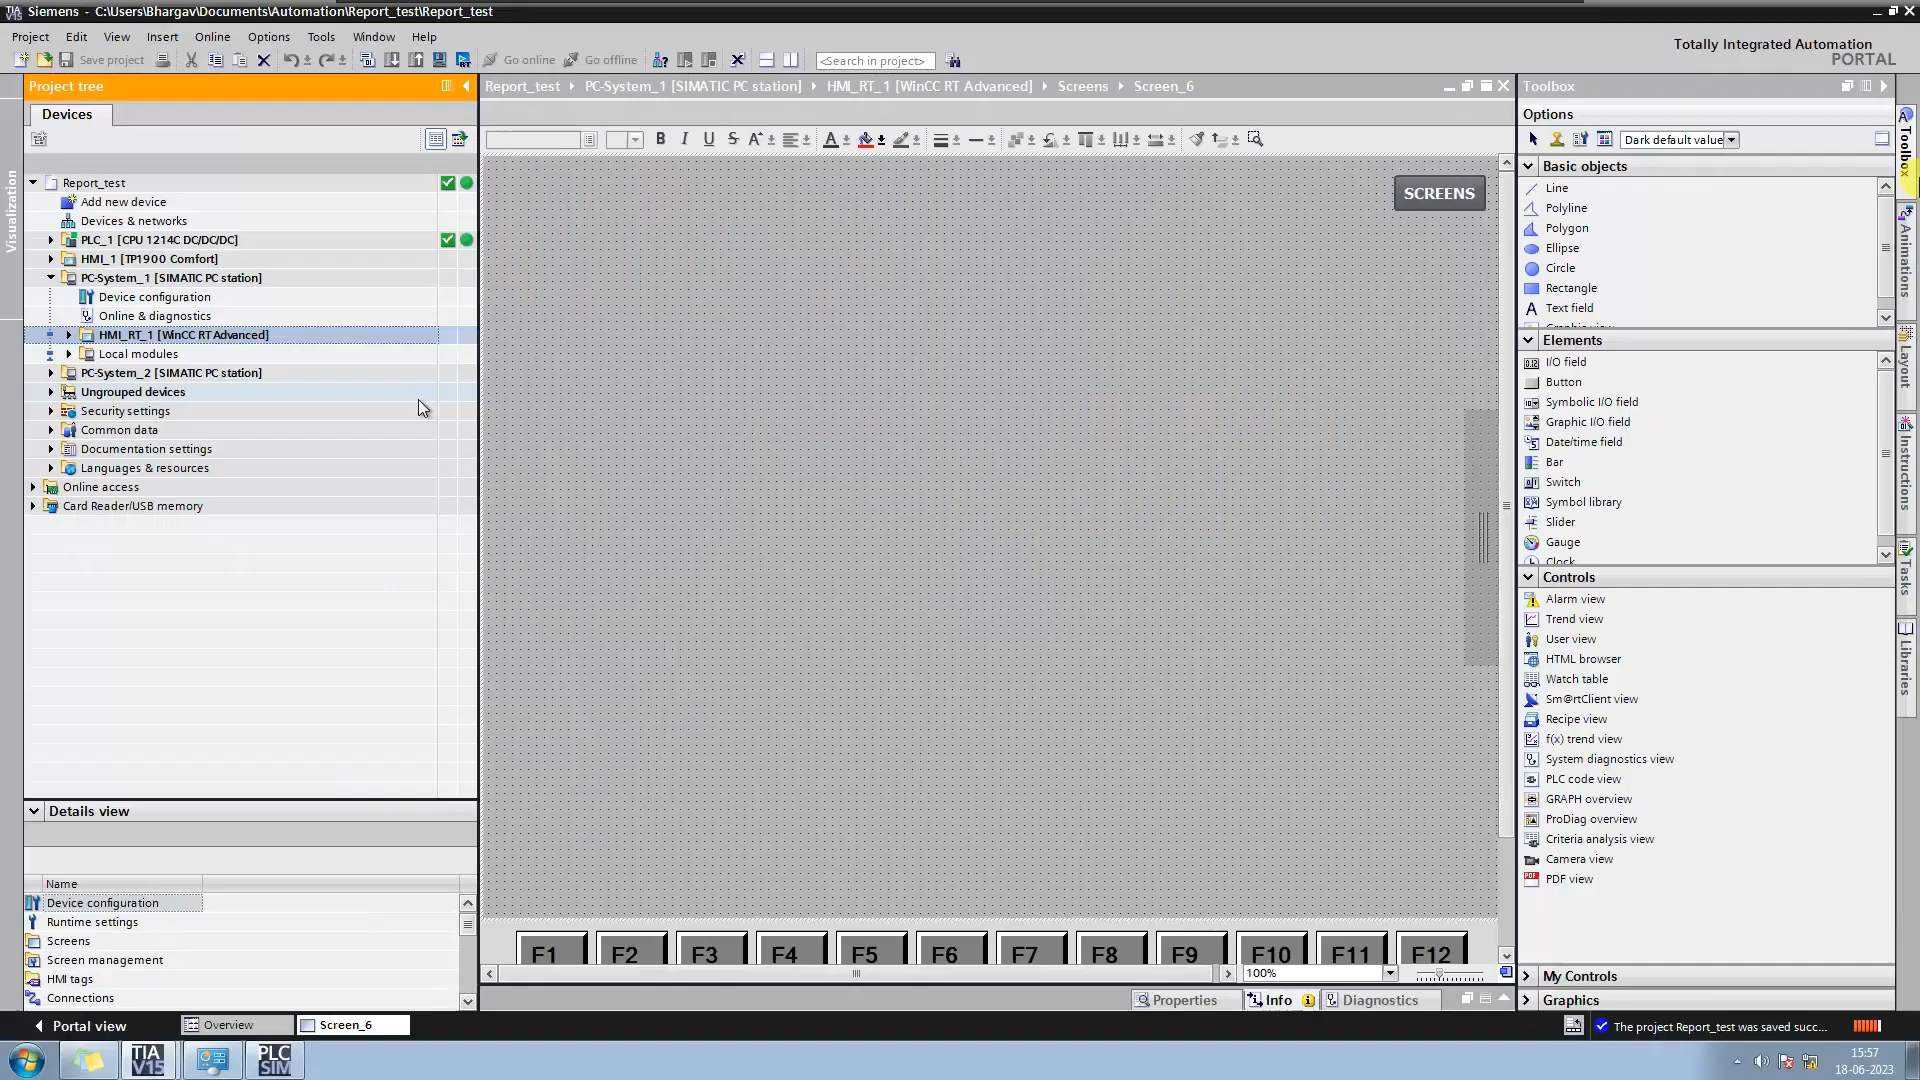 Siemens - C:\Users\Bhargav\Documents\Automation\Report_test\Report_test
Project Edit View Insert Online Options Tools Window Help
Totally Integrated Automation
PORTAL
Save project Go online Go offline <Search in project>
Project tree
Report_test PC-System_1 [SIMATIC PC station] HMI_RT_1 [WinCC RT Advanced] Screens Screen_6
Toolbox
Devices
Options
B I U S A A
Dark default value
Report_test
Add new device
Devices & networks
PLC_1 [CPU 1214C DC/DC/DC]
HMI_1 [TP1900 Comfort]
PC-System_1 [SIMATIC PC station]
Device configuration
Online & diagnostics
HMI_RT_1 [WinCC RT Advanced]
Local modules
PC-System_2 [SIMATIC PC station]
Ungrouped devices
Security settings
Common data
Documentation settings
Languages & resources
Online access
Card Reader/USB memory
Visualization
SCREENS
Basic objects
Line
Polyline
Polygon
Ellipse
Circle
Rectangle
Text field
Elements
I/O field
Button
Symbolic I/O field
Graphic I/O field
Date/time field
Bar
Switch
Symbol library
Slider
Gauge
Clock
Controls
Alarm view
Trend view
User view
HTML browser
Watch table
Sm@rtClient view
Recipe view
f(x) trend view
System diagnostics view
PLC code view
GRAPH overview
ProDiag overview
Criteria analysis view
Camera view
PDF view
My Controls
Graphics
Toolbox
Animations
Layout
Instructions
Tasks
Libraries
Details view
Name
Device configuration
Runtime settings
Screens
Screen management
HMI tags
Connections
F1 F2 F3 F4 F5 F6 F7 F8 F9 F10 F11 F12
100%
Properties Info Diagnostics
Portal view Overview Screen_6
The project Report_test was saved succ...
TIA V15
PLC SIM
15:57
18-06-2023